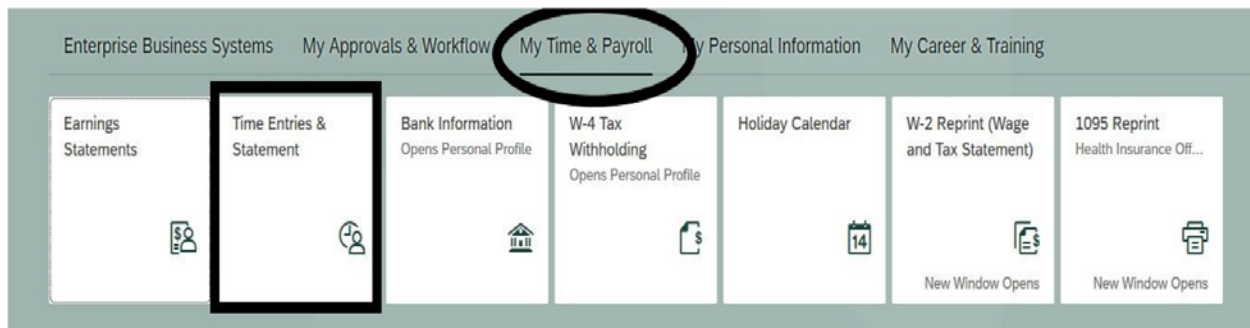 Enterprise Business Systems My Approvals & Workflow My Time & Payroll My Personal Information My Career & Training
Earnings
Statements
Time Entries &
Statement
Bank Information
Opens Personal Profile
W-4 Tax
Withholding
Opens Personal Profile
Holiday Calendar
14
W-2 Reprint (Wage
and Tax Statement)
New Window Opens
1095 Reprint
Health Insurance Off...
New Window Opens